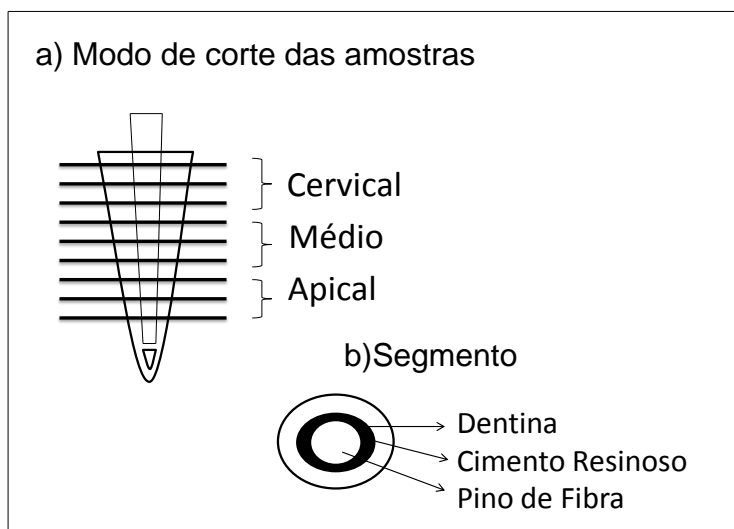 a) Modo de corte das amostras
Cervical
Médio
Apical
b)Segmento
Dentina
Cimento Resinoso
Pino de Fibra